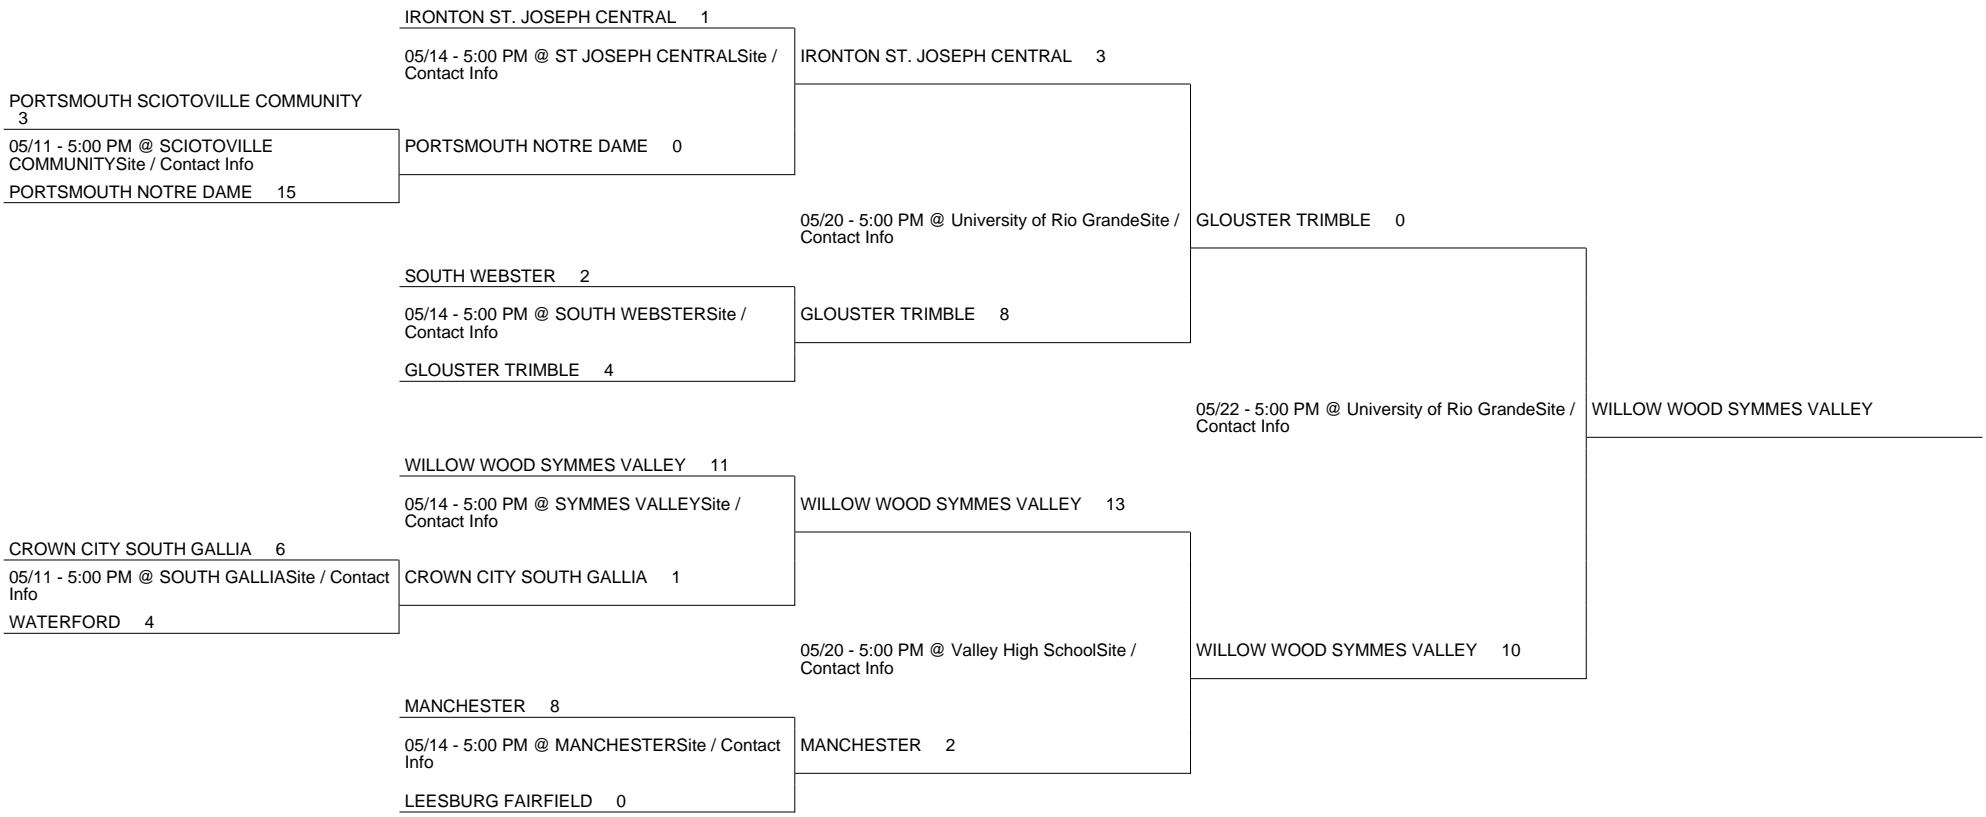 IRONTON ST. JOSEPH CENTRAL 1
05/14 - 5:00 PM @ ST JOSEPH CENTRALSite /
Contact Info
IRONTON ST. JOSEPH CENTRAL 3
PORTSMOUTH SCIOTOVILLE COMMUNITY
3
05/11 - 5:00 PM @ SCIOTOVILLE
COMMUNITYSite / Contact Info
PORTSMOUTH NOTRE DAME 15
PORTSMOUTH NOTRE DAME 0
05/20 - 5:00 PM @ University of Rio GrandeSite /
Contact Info
GLOUSTER TRIMBLE 0
SOUTH WEBSTER 2
05/14 - 5:00 PM @ SOUTH WEBSTERSite /
Contact Info
GLOUSTER TRIMBLE 8
GLOUSTER TRIMBLE 4
05/22 - 5:00 PM @ University of Rio GrandeSite /
Contact Info
WILLOW WOOD SYMMES VALLEY
WILLOW WOOD SYMMES VALLEY 11
05/14 - 5:00 PM @ SYMMES VALLEYSite /
Contact Info
WILLOW WOOD SYMMES VALLEY 13
CROWN CITY SOUTH GALLIA 6
05/11 - 5:00 PM @ SOUTH GALLIASite / Contact
Info
WATERFORD 4
CROWN CITY SOUTH GALLIA 1
05/20 - 5:00 PM @ Valley High SchoolSite /
Contact Info
WILLOW WOOD SYMMES VALLEY 10
MANCHESTER 8
05/14 - 5:00 PM @ MANCHESTERSite / Contact
Info
MANCHESTER 2
LEESBURG FAIRFIELD 0